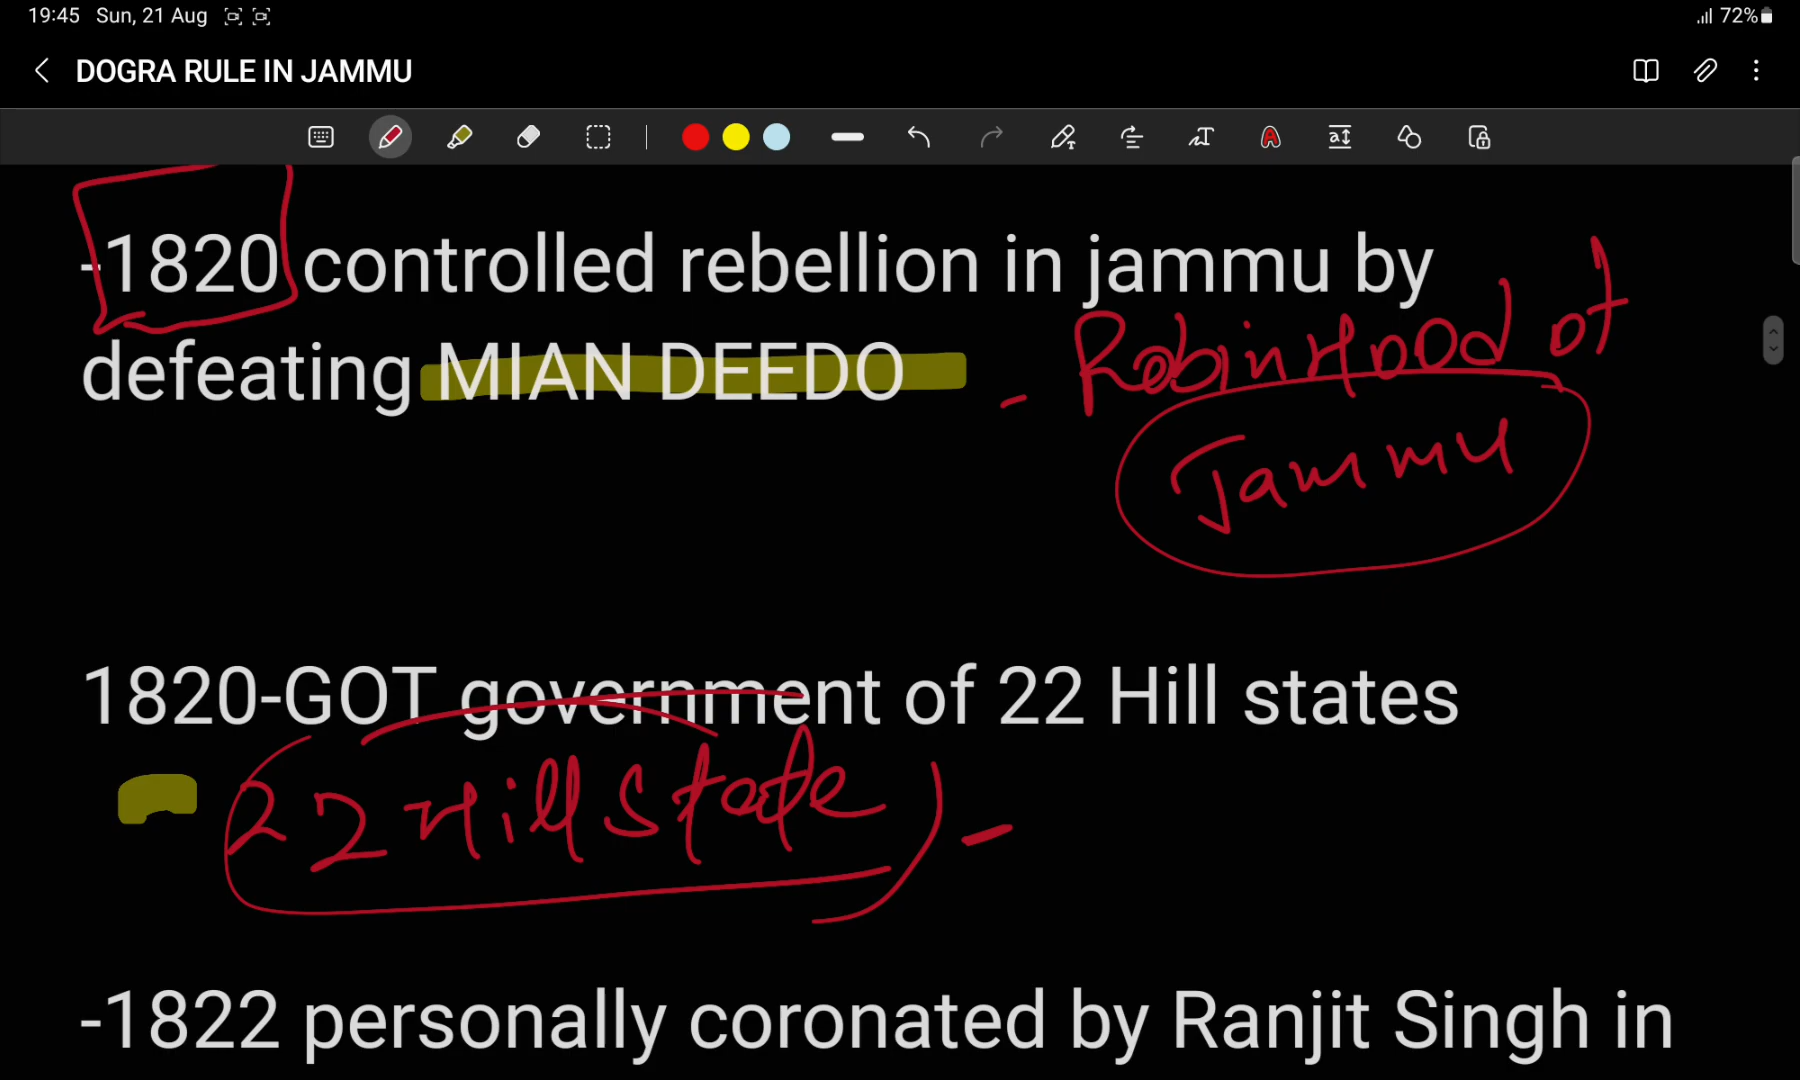 19:45 Sun, 21 Aug
72%
DOGRA RULE IN JAMMU
-1820 controlled rebellion in jammu by
defeating MIAN DEEDO - RobinHood of
Jammu
1820-GOT government of 22 Hill states
22 Hill State -
-1822 personally coronated by Ranjit Singh in